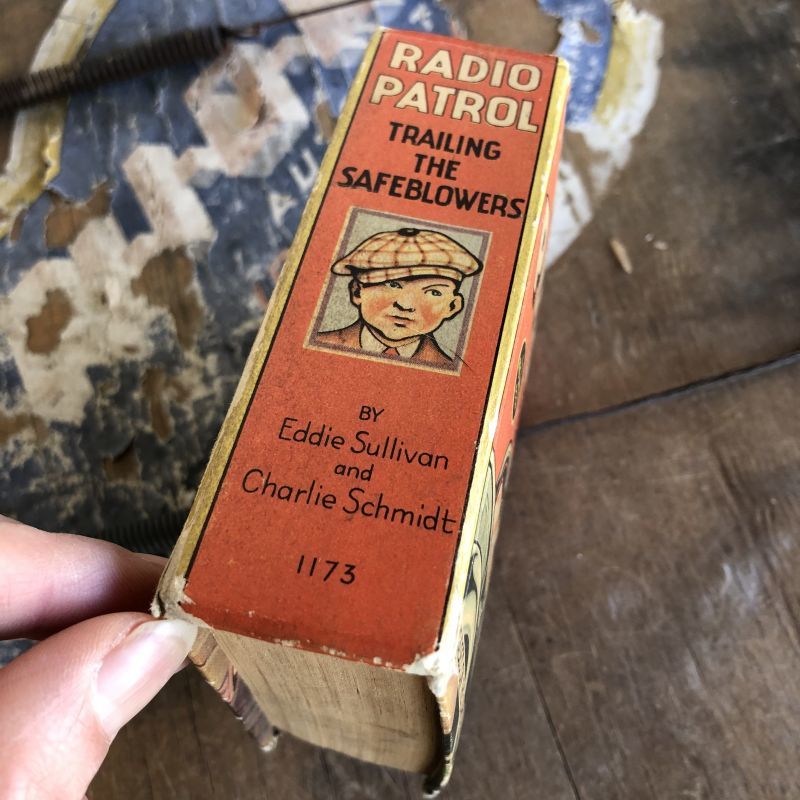 RADIO
PATROL
TRAILING
THE
SAFEBLOWERS
BY
Eddie Sullivan
and
Charlie Schmidt
1173